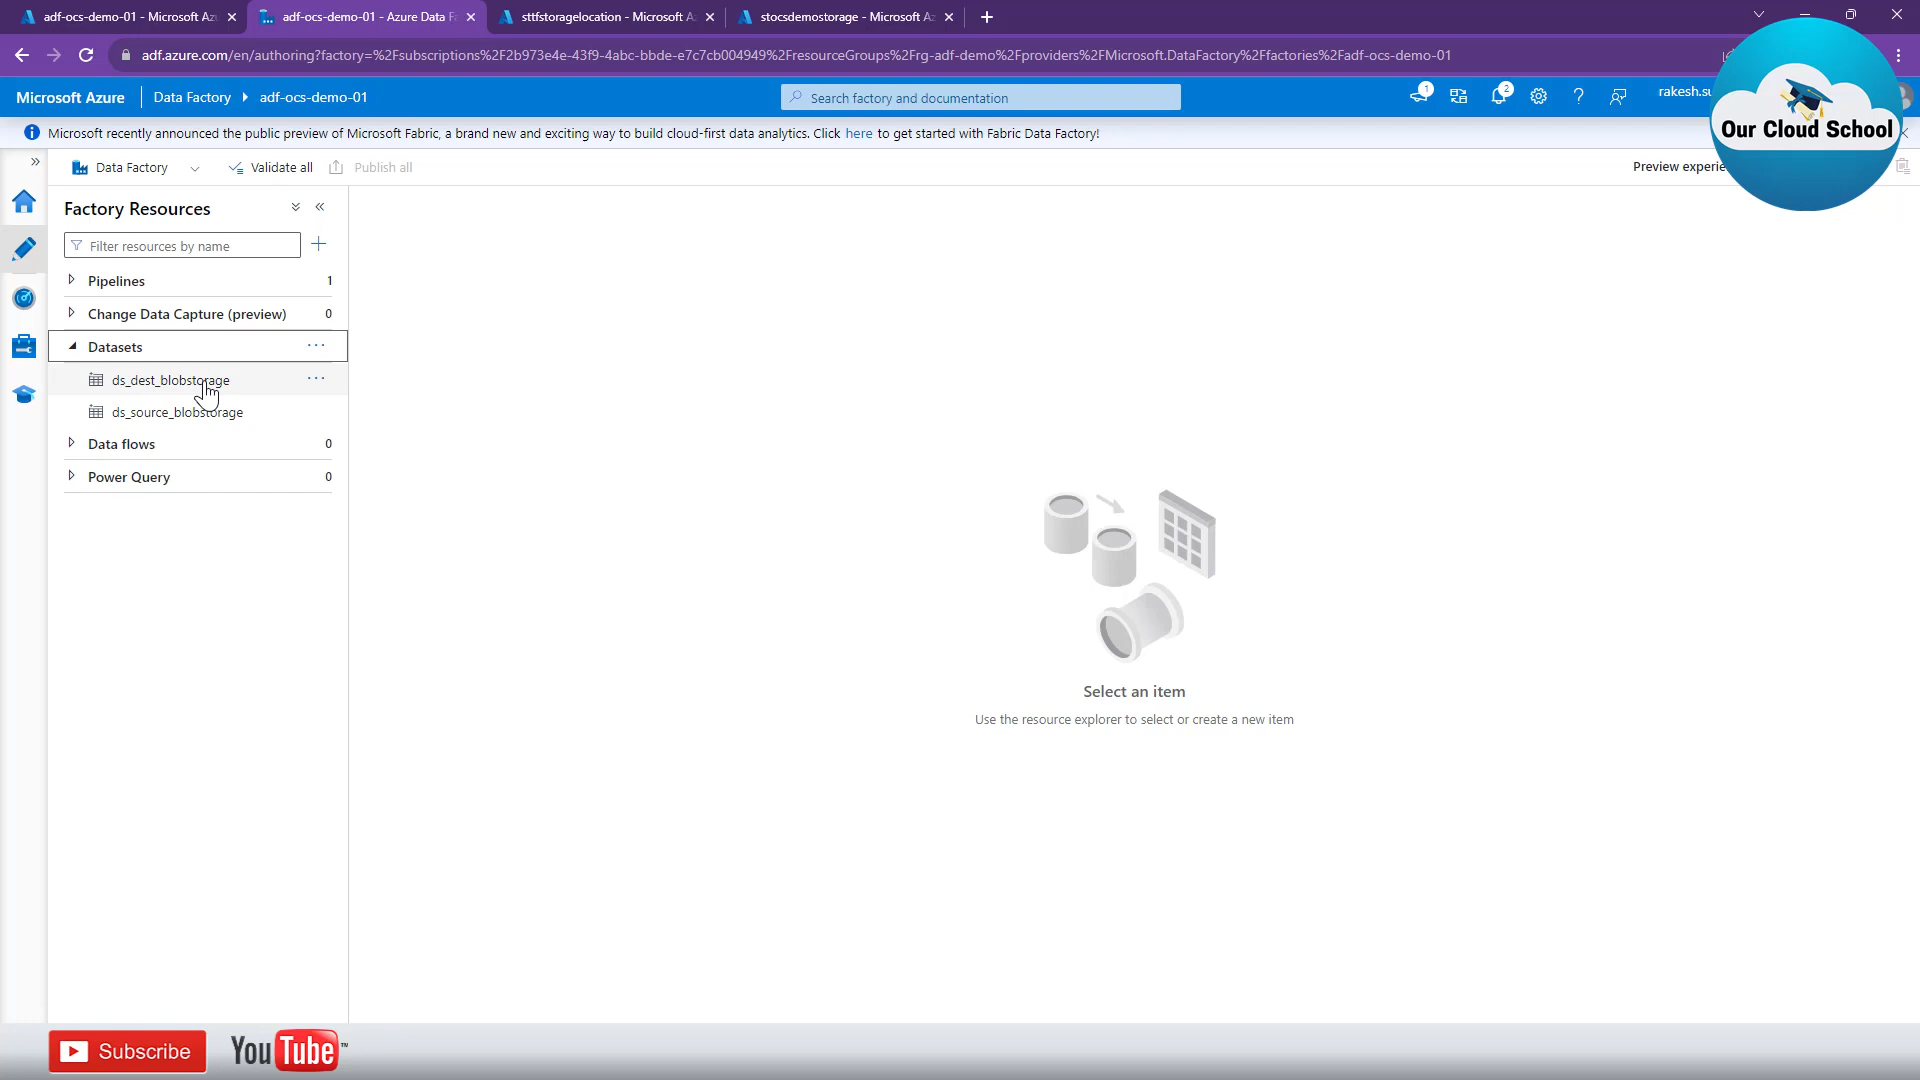 adf-ocs-demo-01 - Microsoft Azu
adf-ocs-demo-01 - Azure Data Fa
sttfstoragelocation - Microsoft A
stocsdemostorage - Microsoft Az
adf.azure.com/en/authoring?factory=%2Fsubscriptions%2F2b973e4e-43f9-4abc-bbde-e7c7cb004949%2FresourceGroups%2Frg-adf-demo%2Fproviders%2FMicrosoft.DataFactory%2Ffactories%2Fadf-ocs-demo-01
Microsoft Azure
Data Factory
adf-ocs-demo-01
Search factory and documentation
1
2
rakesh.su
Our Cloud School
Microsoft recently announced the public preview of Microsoft Fabric, a brand new and exciting way to build cloud-first data analytics. Click here to get started with Fabric Data Factory!
Data Factory
Validate all
Publish all
Preview experie
Factory Resources
Filter resources by name
Pipelines 1
Change Data Capture (preview) 0
Datasets
ds_dest_blobstorage
ds_source_blobstorage
Data flows 0
Power Query 0
Select an item
Use the resource explorer to select or create a new item
Subscribe
YouTube™